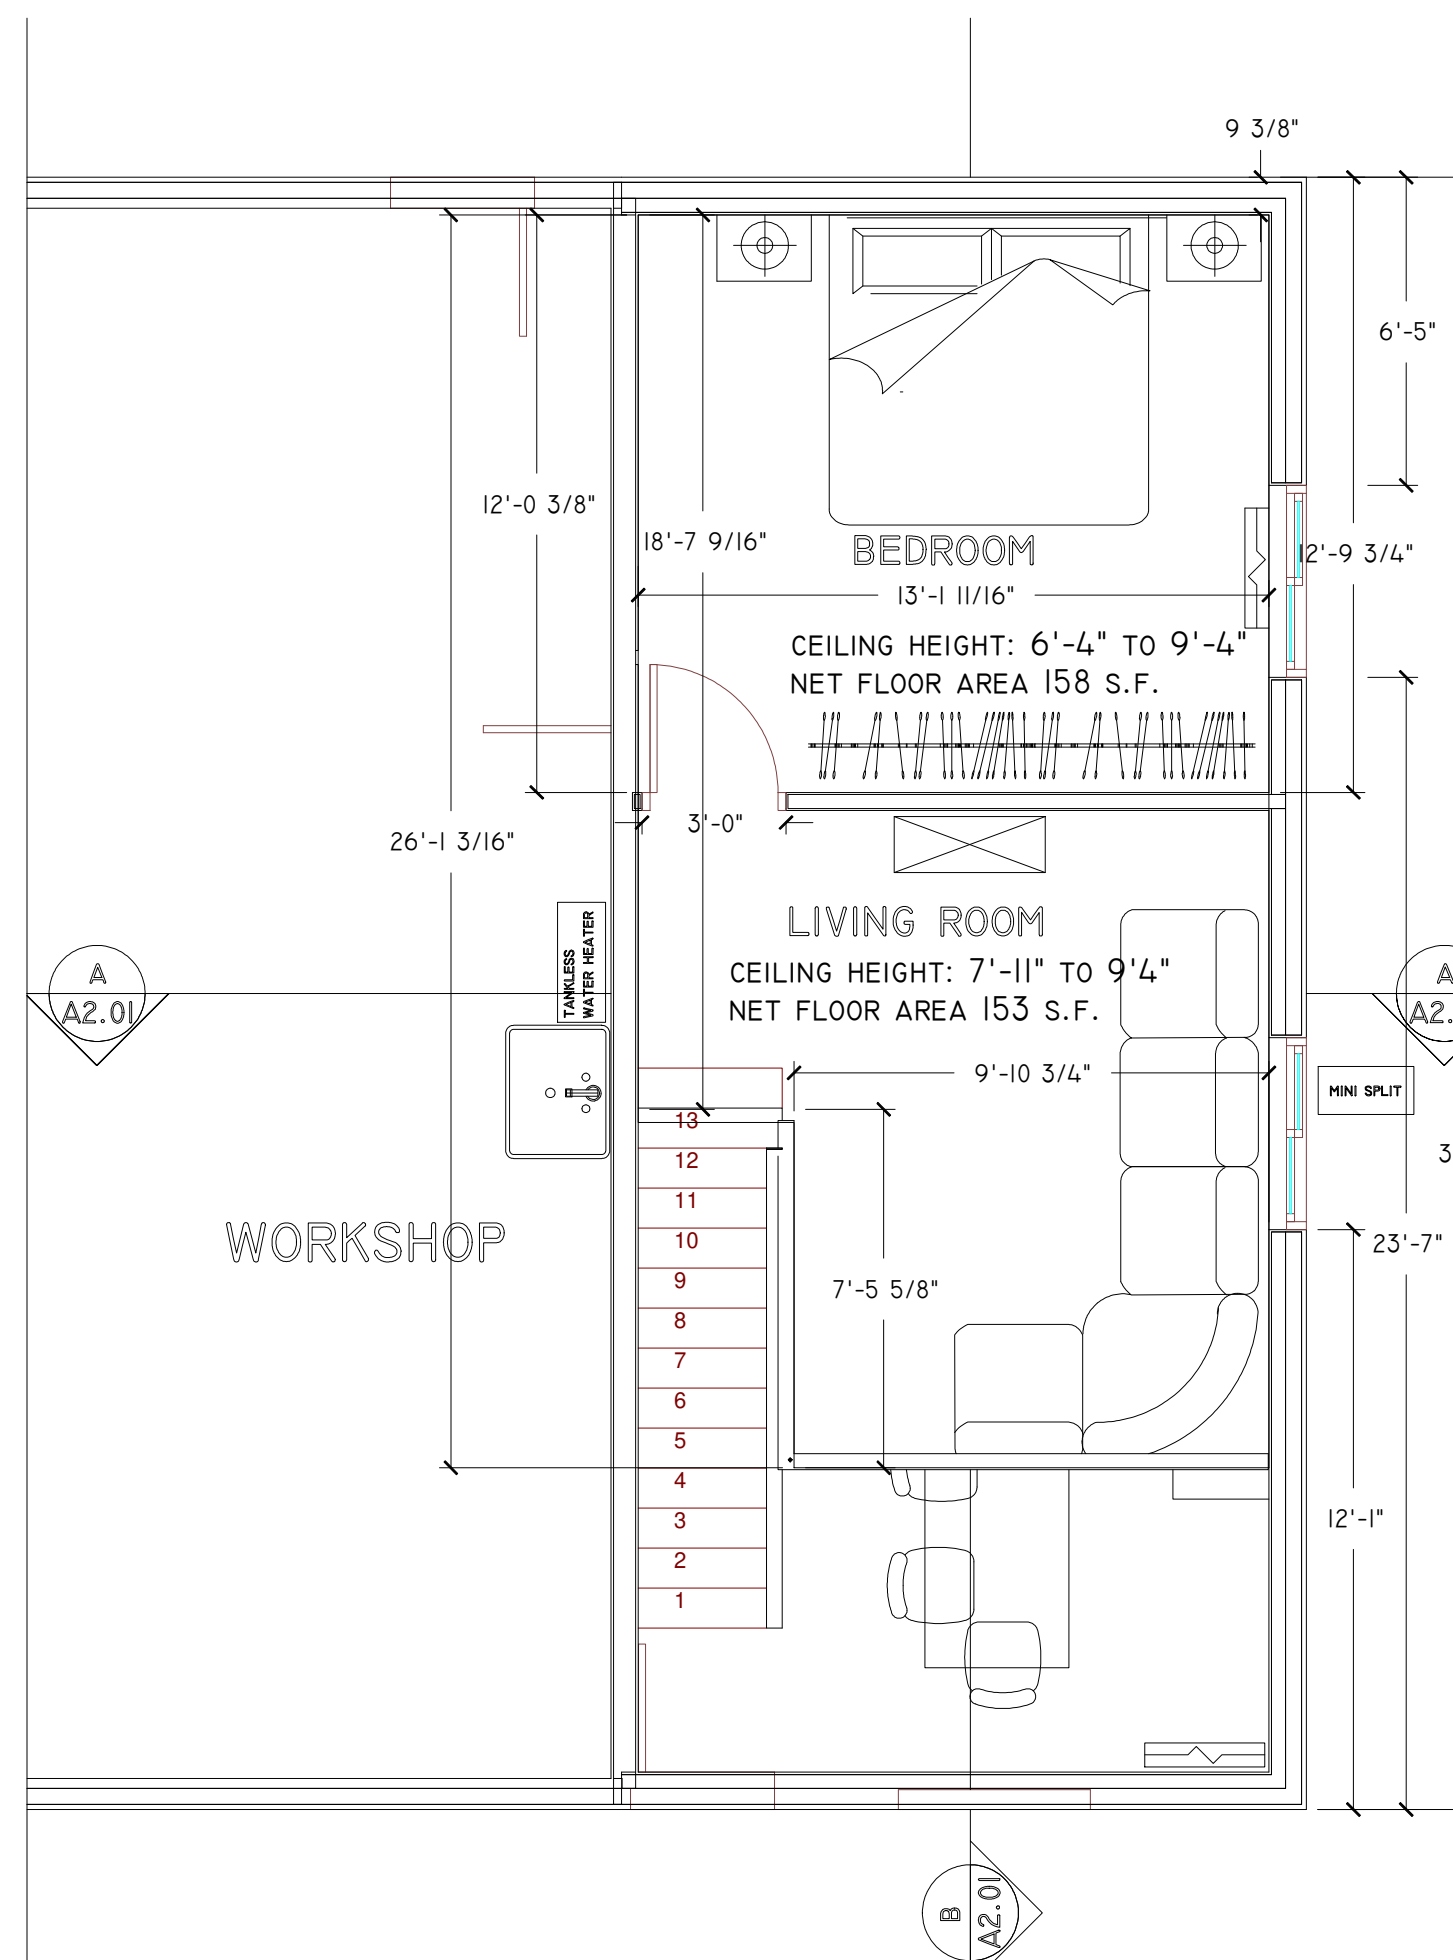 9 3/8"
6'-5"
12'-0 3/8"
18'-7 9/16"
BEDROOM
12'-9 3/4"
13'-1 11/16"
CEILING HEIGHT: 6'-4" TO 9'-4"
NET FLOOR AREA 158 S.F.
3'-0"
26'-1 3/16"
LIVING ROOM
TANKLESS
WATER HEATER
CEILING HEIGHT: 7'-11" TO 9'4"
NET FLOOR AREA 153 S.F.
A
A2.01
A
A2.
9'-10 3/4"
MINI SPLIT
13
12
3
11
WORKSHOP
10
23'-7"
9
7'-5 5/8"
8
7
6
5
4
3
12'-1"
2
1
B
A2.01